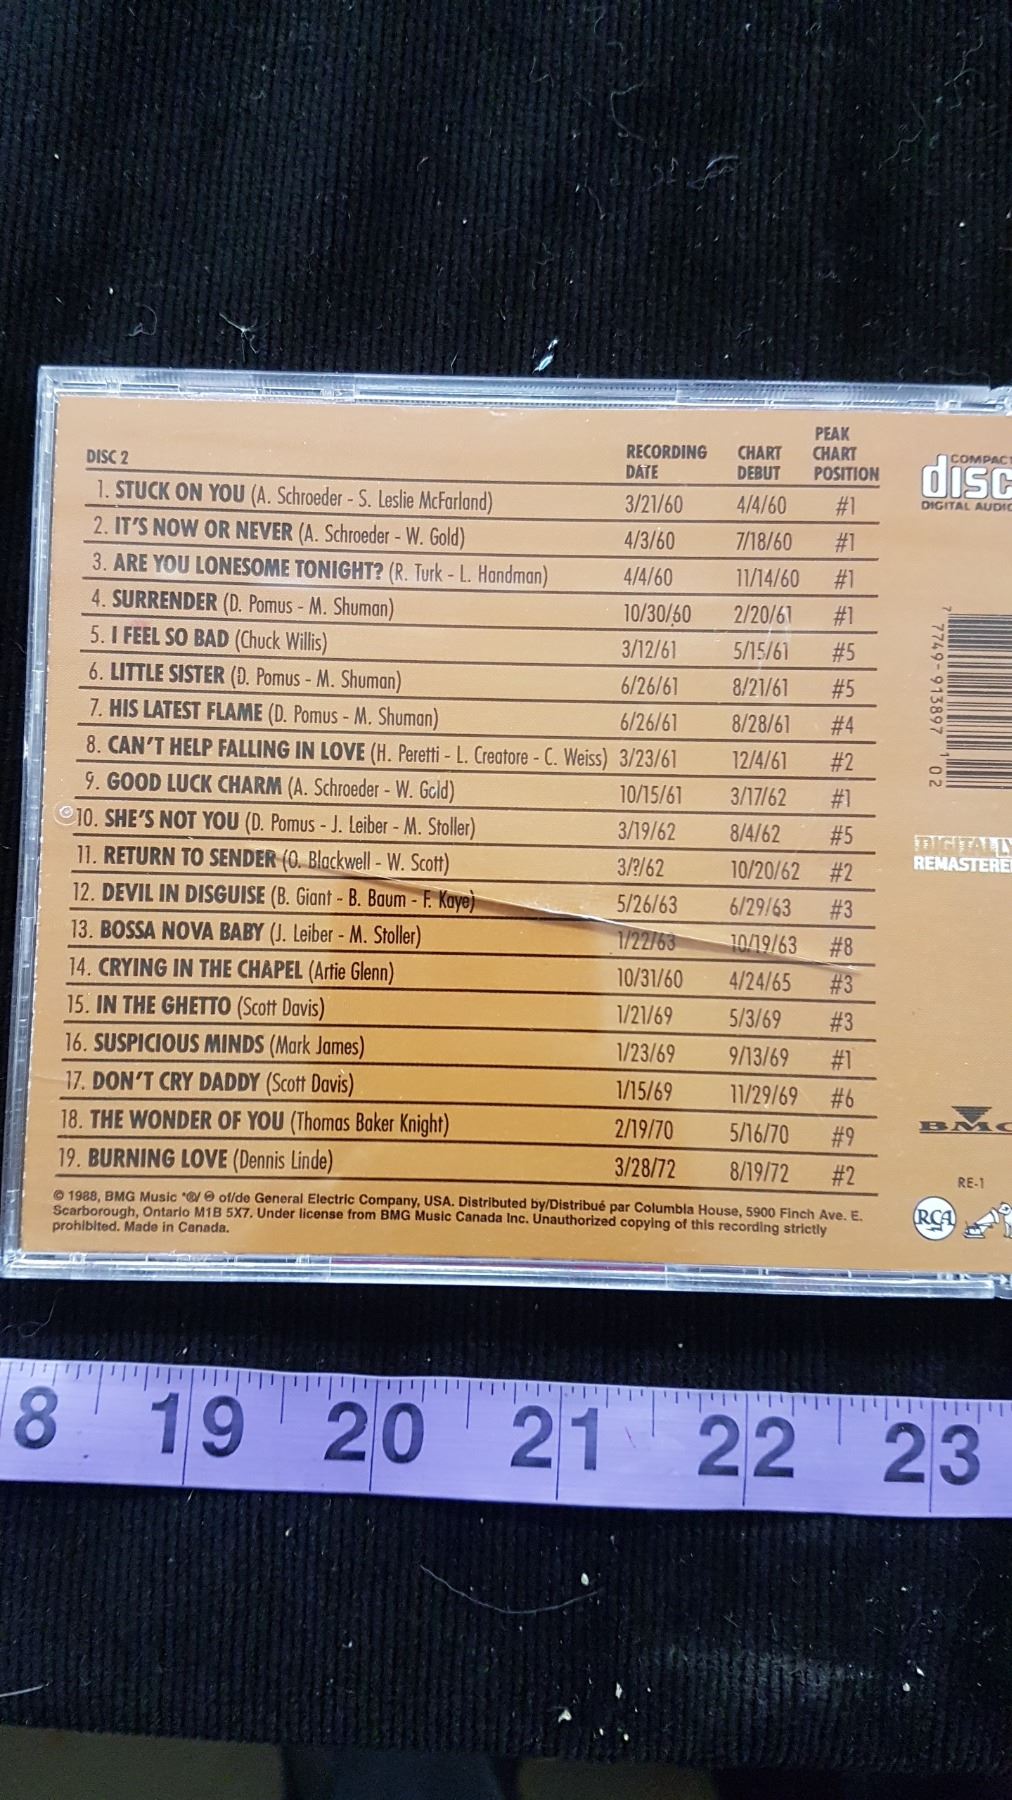 DISC 2 RECORDING DATE CHART DEBUT PEAK CHART POSITION
1. STUCK ON YOU (A. Schroeder - S. Leslie McFarland) 3/21/60 4/4/60 #1
2. IT'S NOW OR NEVER (A. Schroeder - W. Gold) 4/3/60 7/18/60 #1
3. ARE YOU LONESOME TONIGHT? (R. Turk - L. Handman) 4/4/60 11/14/60 #1
4. SURRENDER (D. Pomus - M. Shuman) 10/30/60 2/20/61 #1
5. I FEEL SO BAD (Chuck Willis) 3/12/61 5/15/61 #5
6. LITTLE SISTER (D. Pomus - M. Shuman) 6/26/61 8/21/61 #5
7. HIS LATEST FLAME (D. Pomus - M. Shuman) 6/26/61 8/28/61 #4
8. CAN'T HELP FALLING IN LOVE (H. Peretti - L. Creatore - C. Weiss) 3/23/61 12/4/61 #2
9. GOOD LUCK CHARM (A. Schroeder - W. Gold) 10/15/61 3/17/62 #1
10. SHE'S NOT YOU (D. Pomus - J. Leiber - M. Stoller) 3/19/62 8/4/62 #5
11. RETURN TO SENDER (O. Blackwell - W. Scott) 3/?/62 10/20/62 #2
12. DEVIL IN DISGUISE (B. Giant - B. Baum - F. Kaye) 5/26/63 6/29/63 #3
13. BOSSA NOVA BABY (J. Leiber - M. Stoller) 1/22/63 10/19/63 #8
14. CRYING IN THE CHAPEL (Artie Glenn) 10/31/60 4/24/65 #3
15. IN THE GHETTO (Scott Davis) 1/21/69 5/3/69 #3
16. SUSPICIOUS MINDS (Mark James) 1/23/69 9/13/69 #1
17. DON'T CRY DADDY (Scott Davis) 1/15/69 11/29/69 #6
18. THE WONDER OF YOU (Thomas Baker Knight) 2/19/70 5/16/70 #9
19. BURNING LOVE (Dennis Linde) 3/28/72 8/19/72 #2
© 1988, BMG Music *®/ ℗ of/de General Electric Company, USA. Distributed by/Distribué par Columbia House, 5900 Finch Ave. E.
Scarborough, Ontario M1B 5X7. Under license from BMG Music Canada Inc. Unauthorized copying of this recording strictly
prohibited. Made in Canada.
COMPACT
disc
DIGITAL AUDIO
7 7749-913897 1 02
DIGITALLY
REMASTERE
BMG
RE-1
RCA
8 19 20 21 22 23